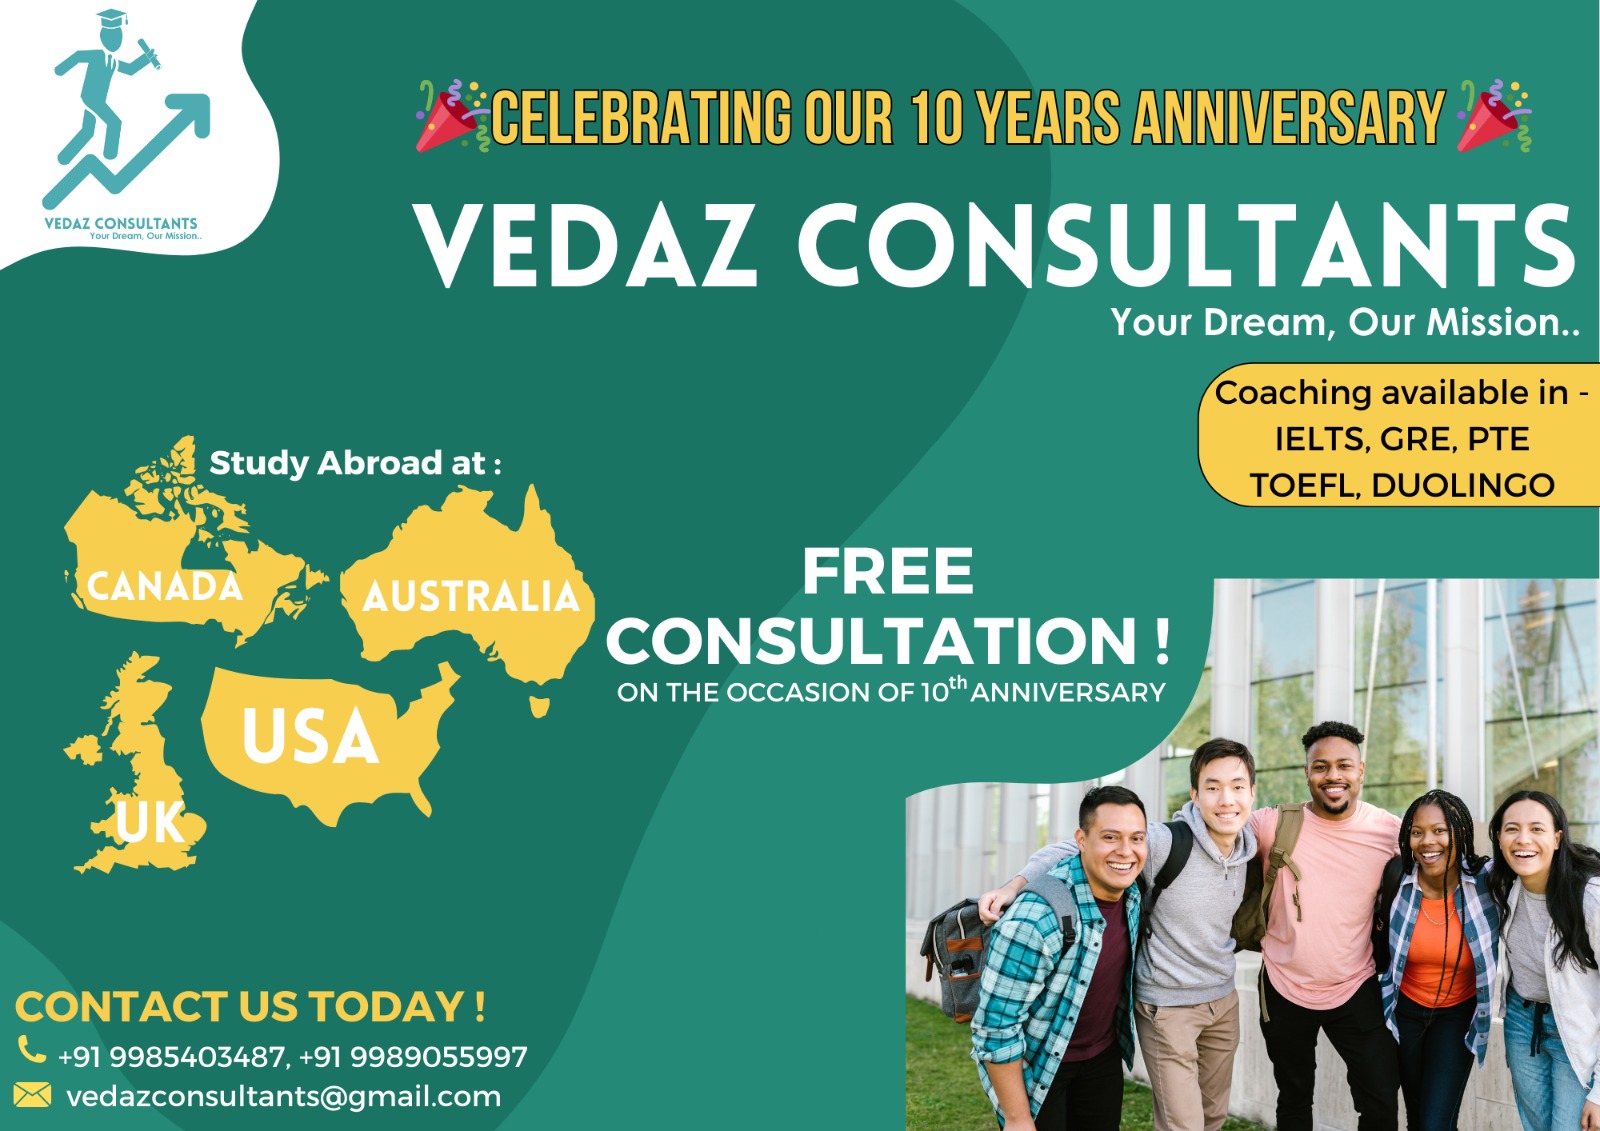 VEDAZ CONSULTANTS
Your Dream, Our Mission..
CELEBRATING OUR 10 YEARS ANNIVERSARY
VEDAZ CONSULTANTS
Your Dream, Our Mission..
Coaching available in -
IELTS, GRE, PTE
TOEFL, DUOLINGO
Study Abroad at :
CANADA
AUSTRALIA
USA
UK
FREE
CONSULTATION !
ON THE OCCASION OF 10th ANNIVERSARY
CONTACT US TODAY !
+91 9985403487, +91 9989055997
vedazconsultants@gmail.com